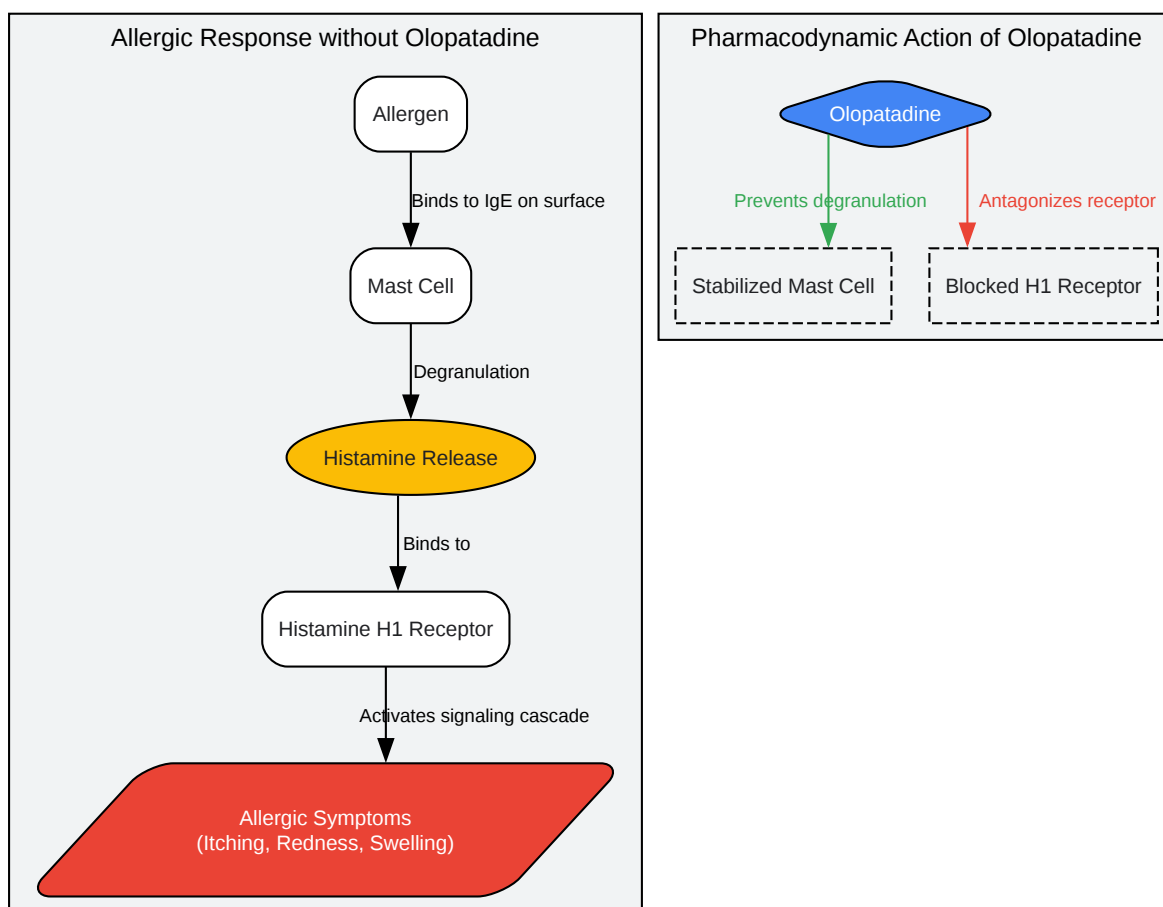 Allergic Response without Olopatadine
Allergen
Binds to IgE on surface
Mast Cell
Degranulation
Histamine Release
Binds to
Histamine H1 Receptor
Activates signaling cascade
Allergic Symptoms
(Itching, Redness, Swelling)
Pharmacodynamic Action of Olopatadine
Olopatadine
Prevents degranulation
Antagonizes receptor
Stabilized Mast Cell
Blocked H1 Receptor